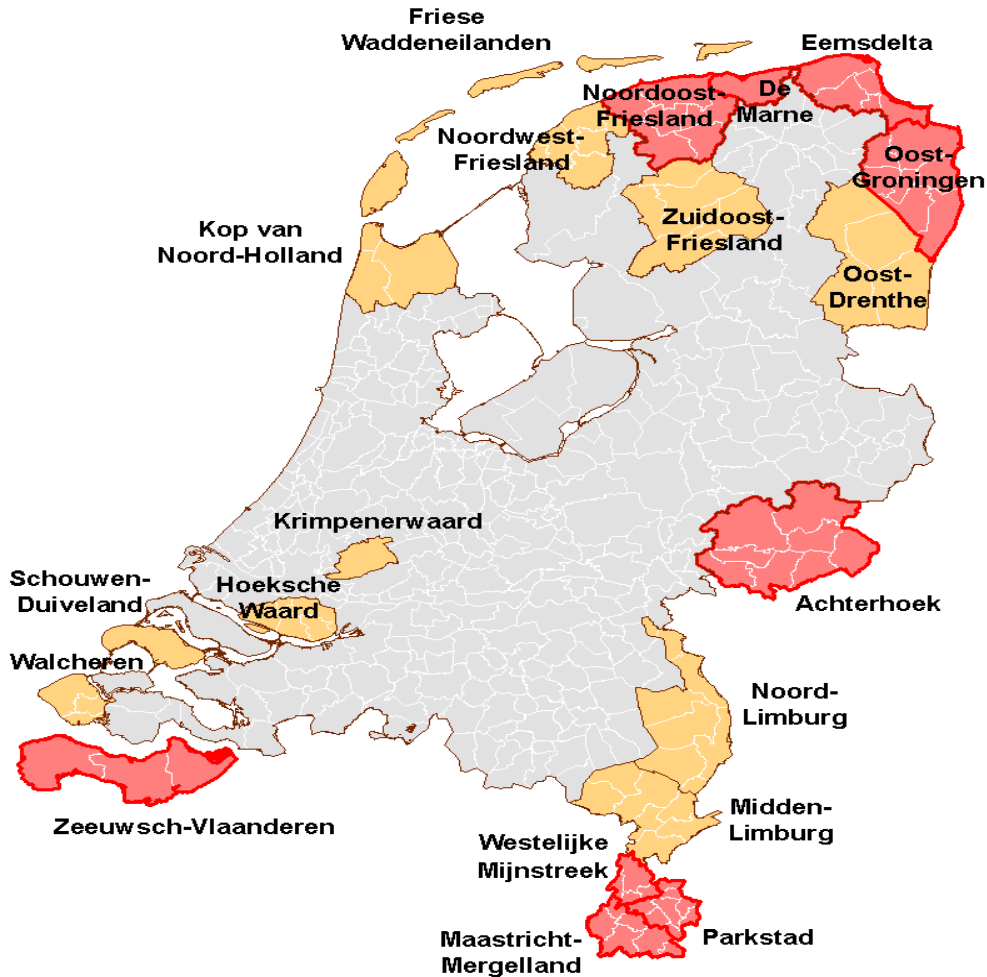 Friese
Waddeneilanden
Eemsdelta
Noordoost-
Friesland
De
Marne
Noordwest-
Friesland
Oost-
Groningen
Zuidoost-
Friesland
Kop van
Noord-Holland
Oost-
Drenthe
Krimpenerwaard
Schouwen-
Duiveland
Hoeksche
Waard
Achterhoek
Walcheren
Noord-
Limburg
Zeeuwsch-Vlaanderen
Midden-
Limburg
Westelijke
Mijnstreek
Parkstad
Maastricht-
Mergelland